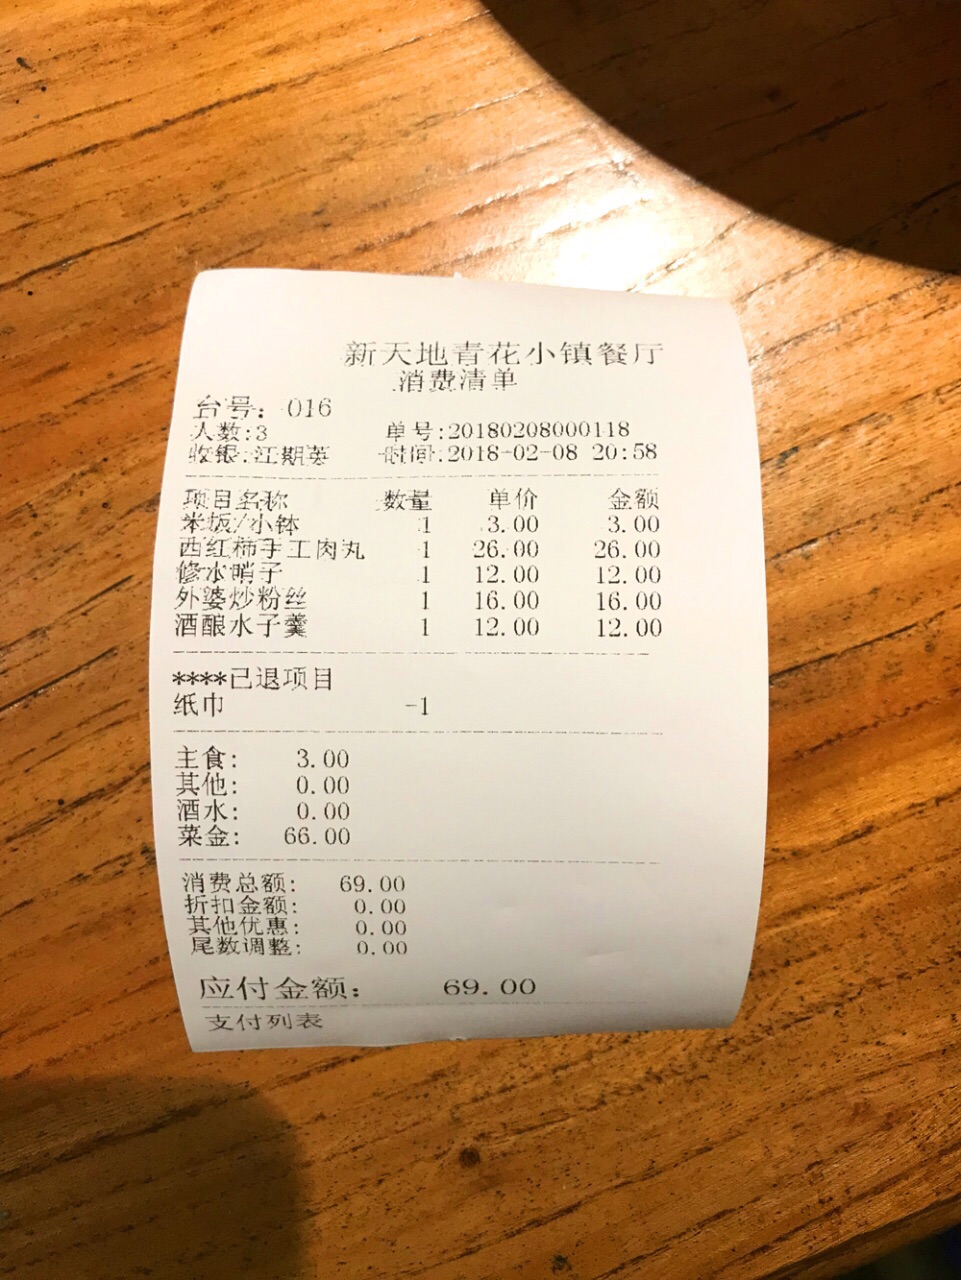 新天地青花小镇餐厅
消费清单
台号: 016
人数:3 单号:20180208000118
收银:江期英 时间:2018-02-08 20:58
项目名称 数量 单价 金额
米饭/小钵 1 3.00 3.00
西红柿手工肉丸 1 26.00 26.00
修水哨子 1 12.00 12.00
外婆炒粉丝 1 16.00 16.00
酒酿水子羹 1 12.00 12.00
****已退项目
纸巾 -1
主食: 3.00
其他: 0.00
酒水: 0.00
菜金: 66.00
消费总额: 69.00
折扣金额: 0.00
其他优惠: 0.00
尾数调整: 0.00
应付金额: 69.00
支付列表